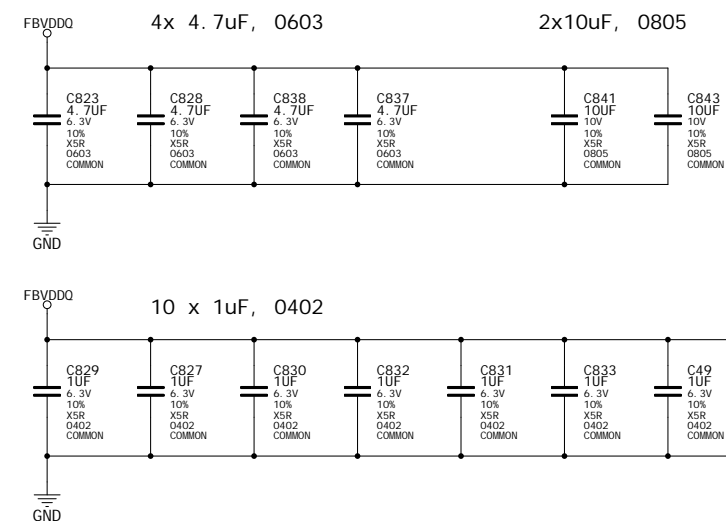 FBVDDQ
4x 4.7uF, 0603
2x10uF, 0805
C823
4.7UF
6.3V
10%
X5R
0603
COMMON
C828
4.7UF
6.3V
10%
X5R
0603
COMMON
C838
4.7UF
6.3V
10%
X5R
0603
COMMON
C837
4.7UF
6.3V
10%
X5R
0603
COMMON
C841
10UF
10V
10%
X5R
0805
COMMON
C843
10UF
10V
10%
X5R
0805
COMMON
GND
FBVDDQ
10 x 1uF, 0402
C829
1UF
6.3V
10%
X5R
0402
COMMON
C827
1UF
6.3V
10%
X5R
0402
COMMON
C830
1UF
6.3V
10%
X5R
0402
COMMON
C832
1UF
6.3V
10%
X5R
0402
COMMON
C831
1UF
6.3V
10%
X5R
0402
COMMON
C833
1UF
6.3V
10%
X5R
0402
COMMON
C49
1UF
6.3V
10%
X5R
0402
COMMON
GND